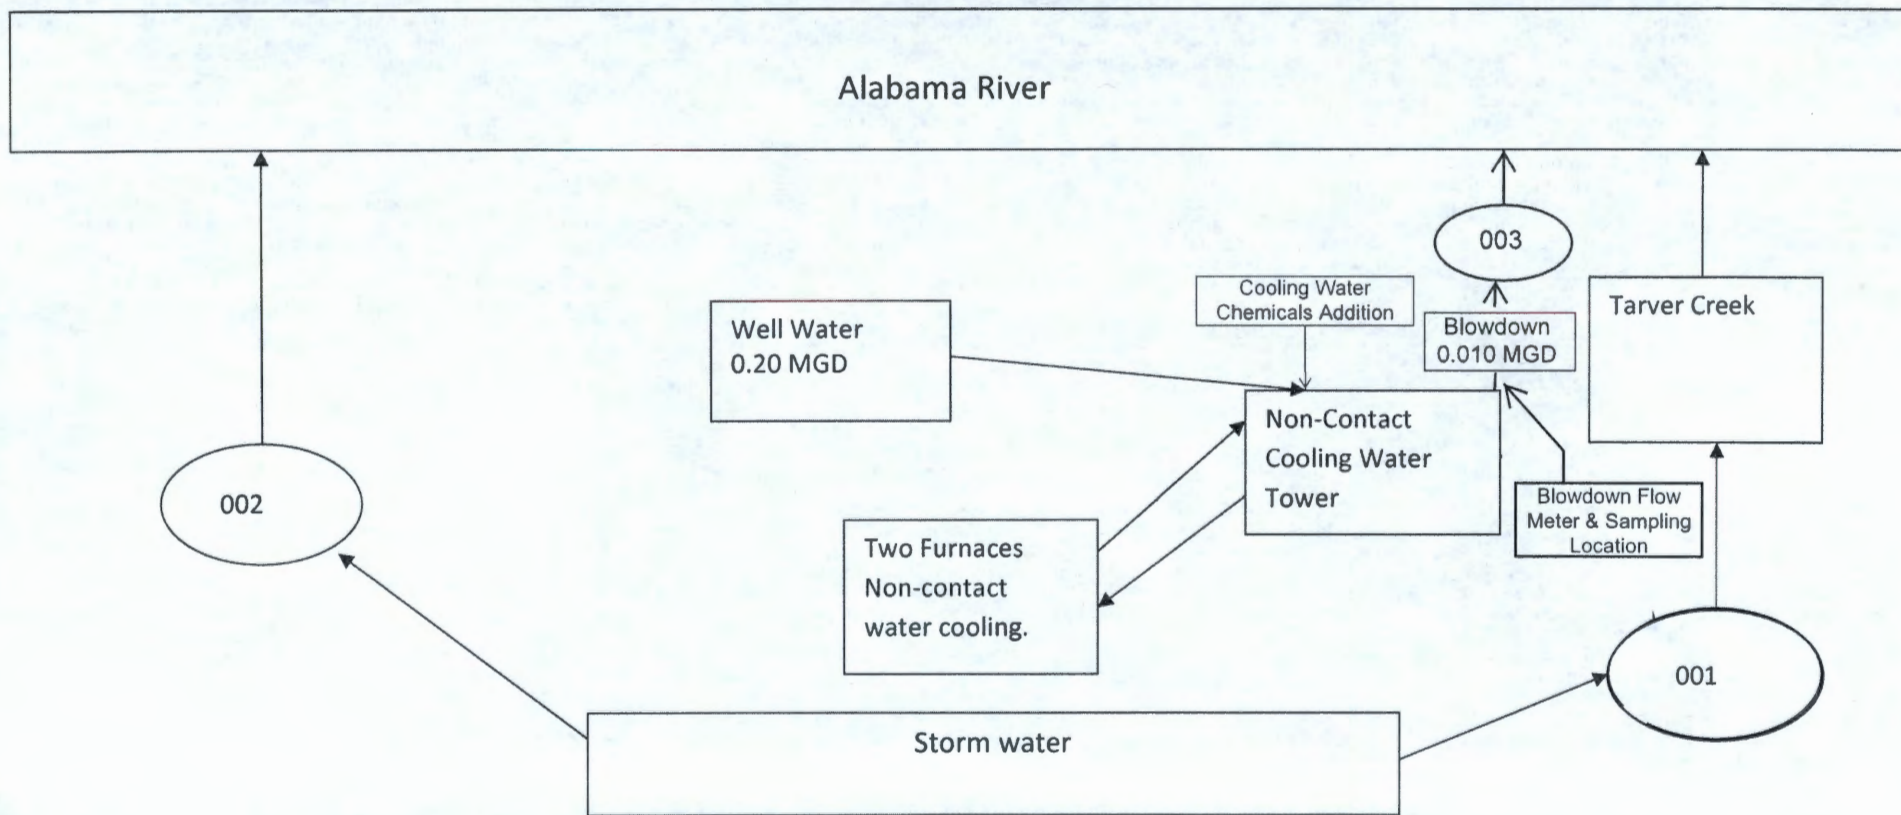 Alabama River
003
Cooling Water
Chemicals Addition
Tarver Creek
Well Water
0.20 MGD
Blowdown
0.010 MGD
Non-Contact
Cooling Water
Tower
002
Blowdown Flow
Meter & Sampling
Location
Two Furnaces
Non-contact
water cooling.
001
Storm water